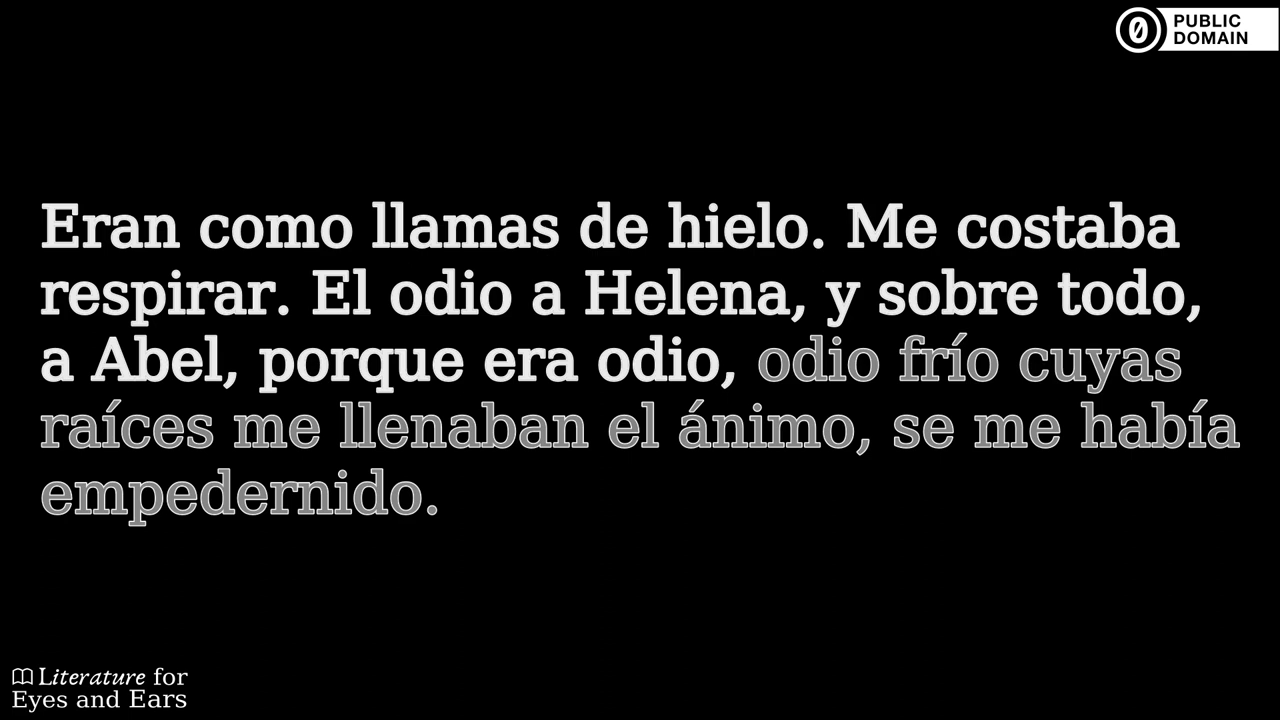 PUBLIC
DOMAIN
Eran como llamas de hielo. Me costaba
respirar. El odio a Helena, y sobre todo,
a Abel, porque era odio, odio frío cuyas
raíces me llenaban el ánimo, se me había
empedernido.
Literature for
Eyes and Ears